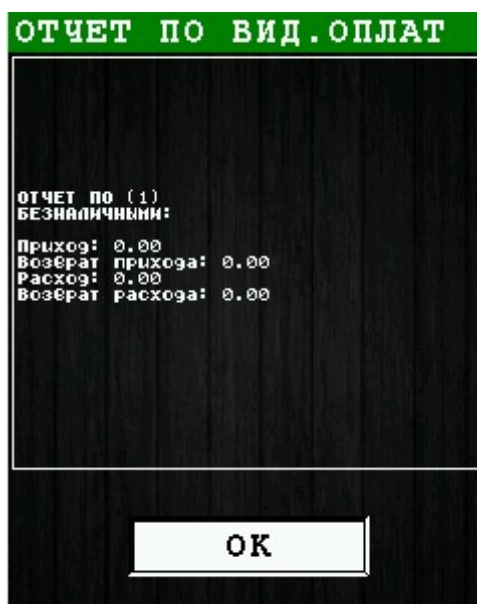 ОТЧЕТ ПО ВИД.ОПЛАТ
ОТЧЕТ ПО (1)
БЕЗНАЛИЧНЫМИ:
Приход: 0.00
Возврат прихода: 0.00
Расход: 0.00
Возврат расхода: 0.00
OK